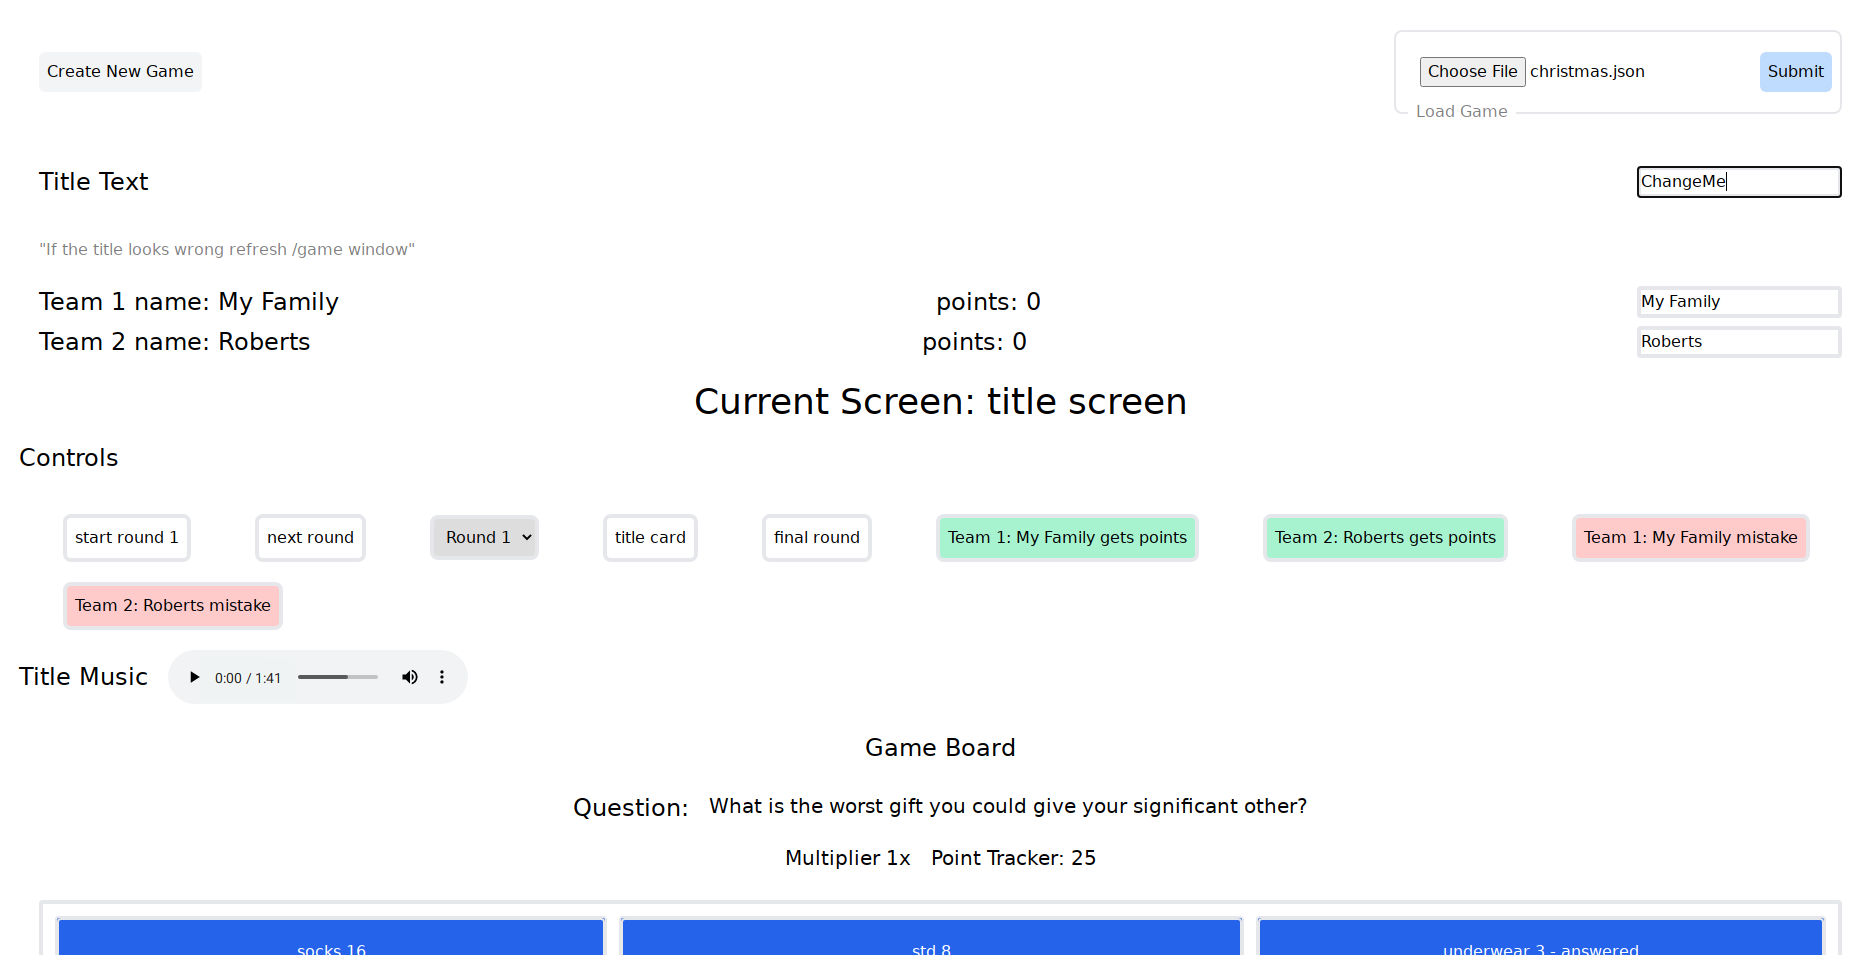 Create New Game
Choose File christmas.json Submit
Load Game
Title Text ChangeMe
"If the title looks wrong refresh /game window"
Team 1 name: My Family points: 0 My Family
Team 2 name: Roberts points: 0 Roberts
Current Screen: title screen
Controls
start round 1 next round Round 1 title card final round Team 1: My Family gets points Team 2: Roberts gets points Team 1: My Family mistake
Team 2: Roberts mistake
Title Music 0:00 / 1:41
Game Board
Question: What is the worst gift you could give your significant other?
Multiplier 1x Point Tracker: 25
socks 16 std 8 underwear 3 - answered